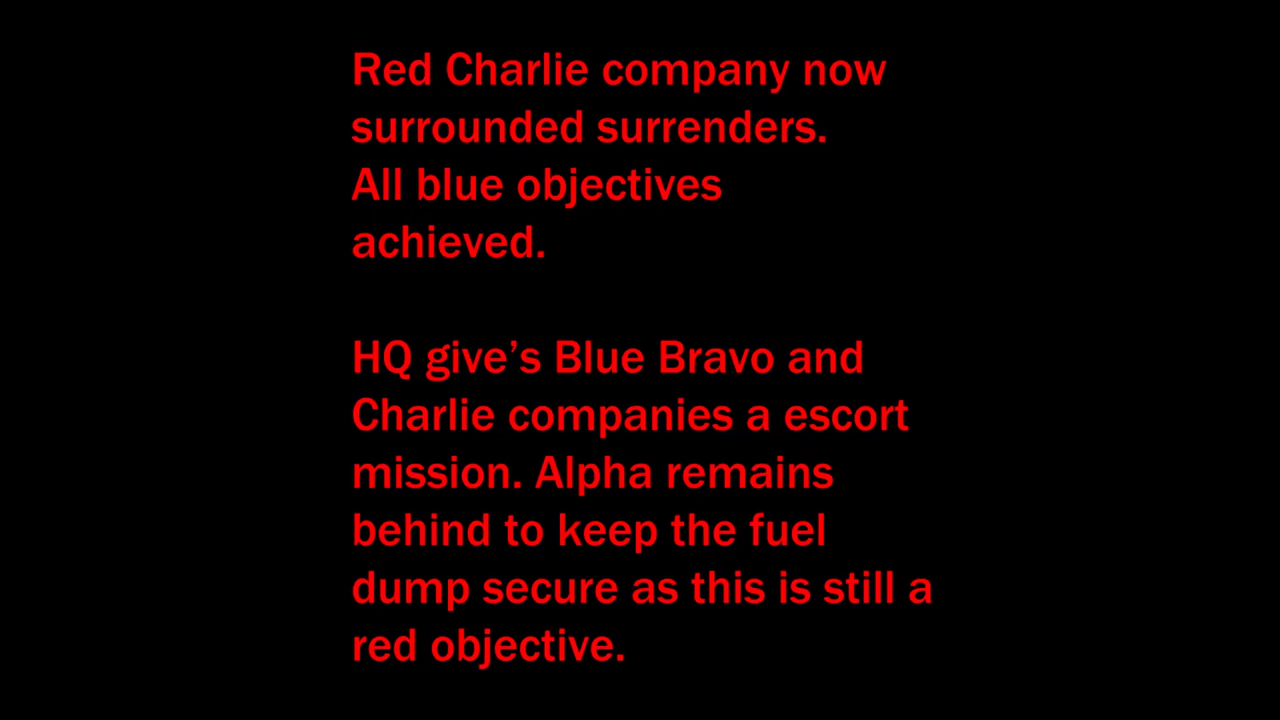 Red Charlie company now
surrounded surrenders.
All blue objectives
achieved.
HQ give’s Blue Bravo and
Charlie companies a escort
mission. Alpha remains
behind to keep the fuel
dump secure as this is still a
red objective.